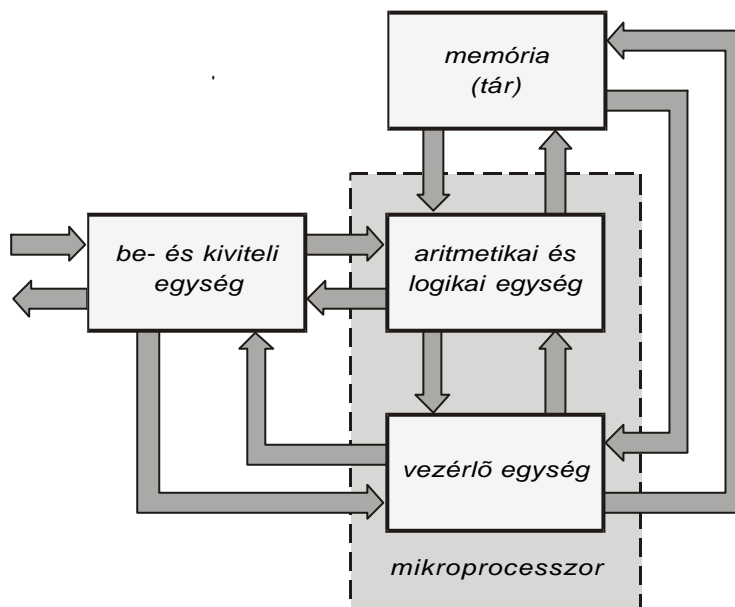 memória
(tár)
be- és kiviteli
egység
aritmetikai és
logikai egység
vezérlõ egység
mikroprocesszor